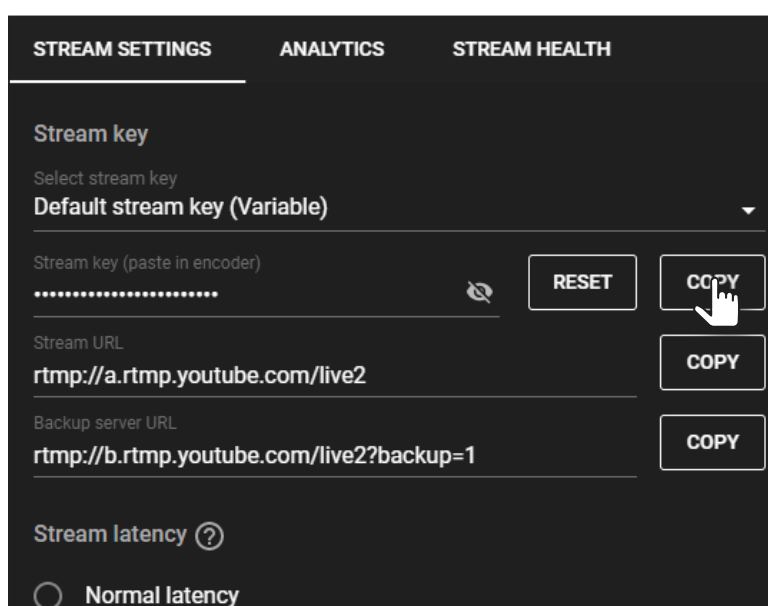 STREAM SETTINGS ANALYTICS STREAM HEALTH
Stream key
Select stream key
Default stream key (Variable)
Stream key (paste in encoder)
•••••••••••••••••••••••• RESET COPY
Stream URL
rtmp://a.rtmp.youtube.com/live2 COPY
Backup server URL
rtmp://b.rtmp.youtube.com/live2?backup=1 COPY
Stream latency ?
Normal latency